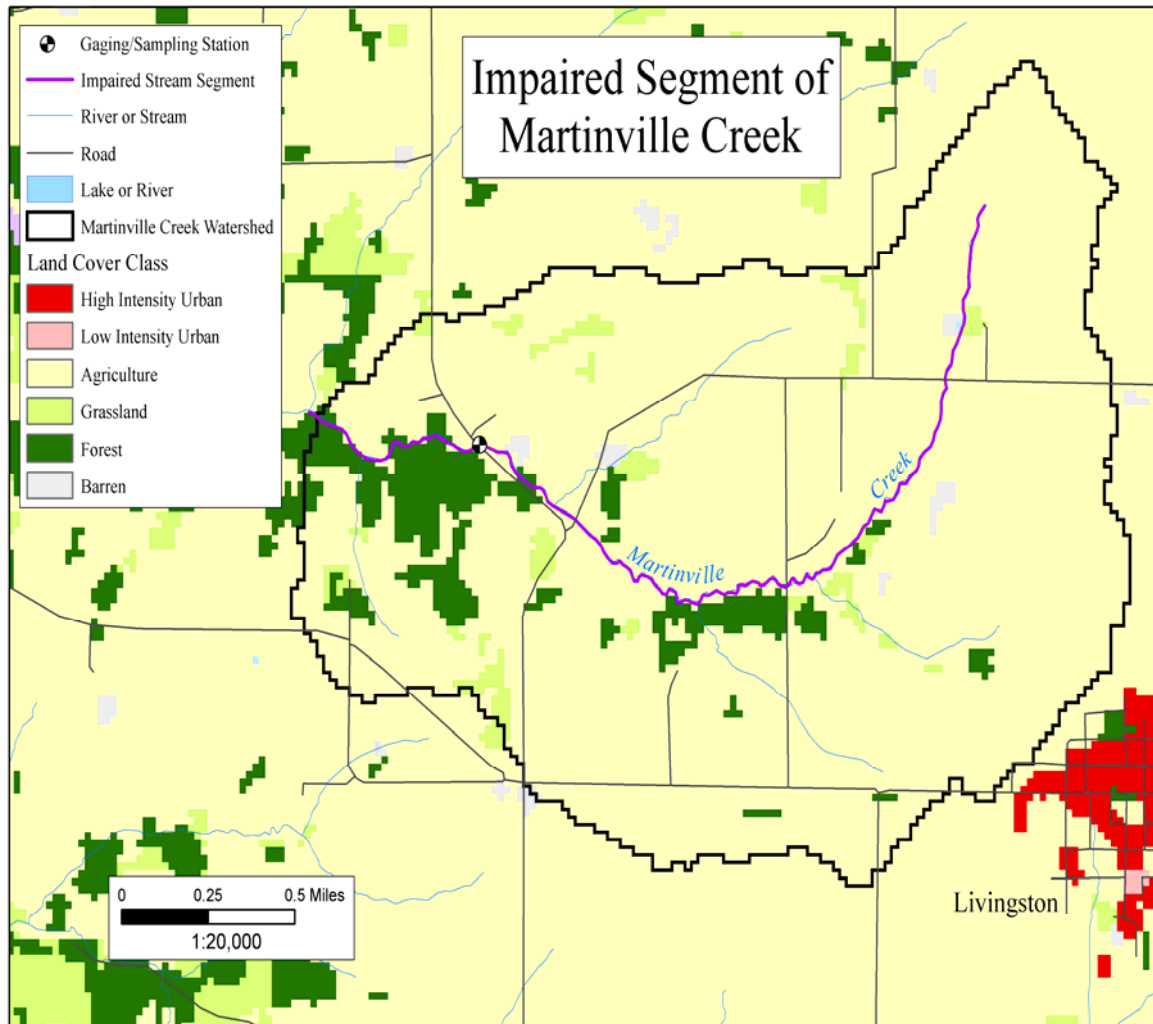 Gaging/Sampling Station
Impaired Stream Segment
River or Stream
Road
Lake or River
Martinville Creek Watershed
Land Cover Class
High Intensity Urban
Low Intensity Urban
Agriculture
Grassland
Forest
Barren
Impaired Segment of
Martinville Creek
Creek
Martinville
Livingston
0 0.25 0.5 Miles
1:20,000